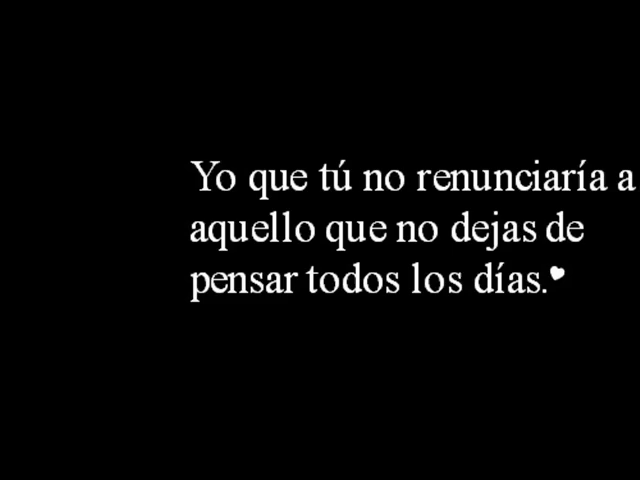 Yo que tú no renunciaría a
aquello que no dejas de
pensar todos los días.♥